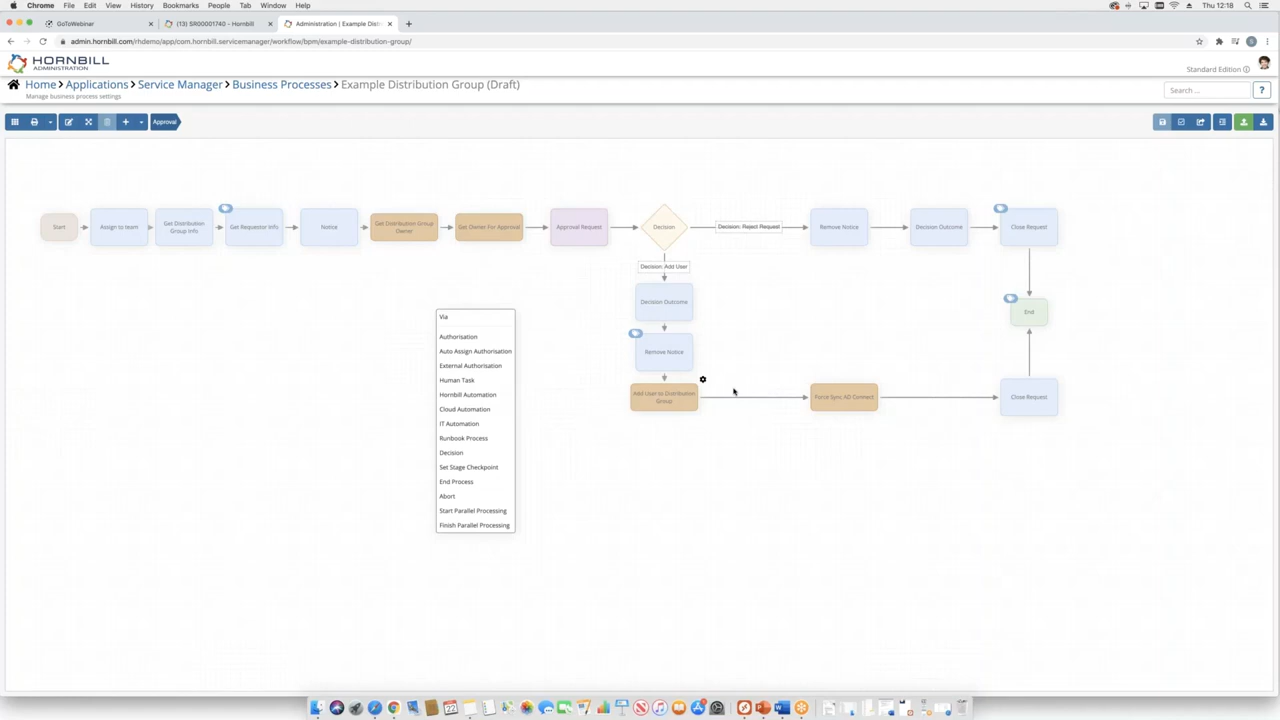 Chrome File Edit View History Bookmarks People Tab Window Help
Thu 12:18
GoToWebinar
(13) SR00001740 – Hornbill
Administration | Example Distri
admin.hornbill.com/rhdemo/app/com.hornbill.servicemanager/workflow/bpm/example-distribution-group/
HORNBILL
ADMINISTRATION
Standard Edition
Home > Applications > Service Manager > Business Processes > Example Distribution Group (Draft)
Manage business process settings
Search ...
?
Approval
Start
Assign to team
Get Distribution
Group Info
Get Requestor Info
Notice
Get Distribution Group
Owner
Get Owner For Approval
Approval Request
Decision
Decision: Reject Request
Remove Notice
Decision Outcome
Close Request
Decision: Add User
Decision Outcome
End
Remove Notice
Add User to Distribution
Group
Force Sync AD Connect
Close Request
Via
Authorisation
Auto Assign Authorisation
External Authorisation
Human Task
Hornbill Automation
Cloud Automation
IT Automation
Runbook Process
Decision
Set Stage Checkpoint
End Process
Abort
Start Parallel Processing
Finish Parallel Processing